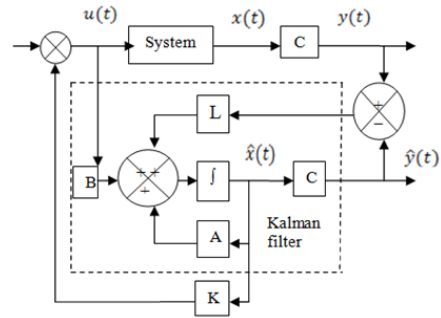 u(t)
x(t)
y(t)
System
C
L
+
−
x̂(t)
ŷ(t)
B
+ +
+
∫
C
A
Kalman
filter
K